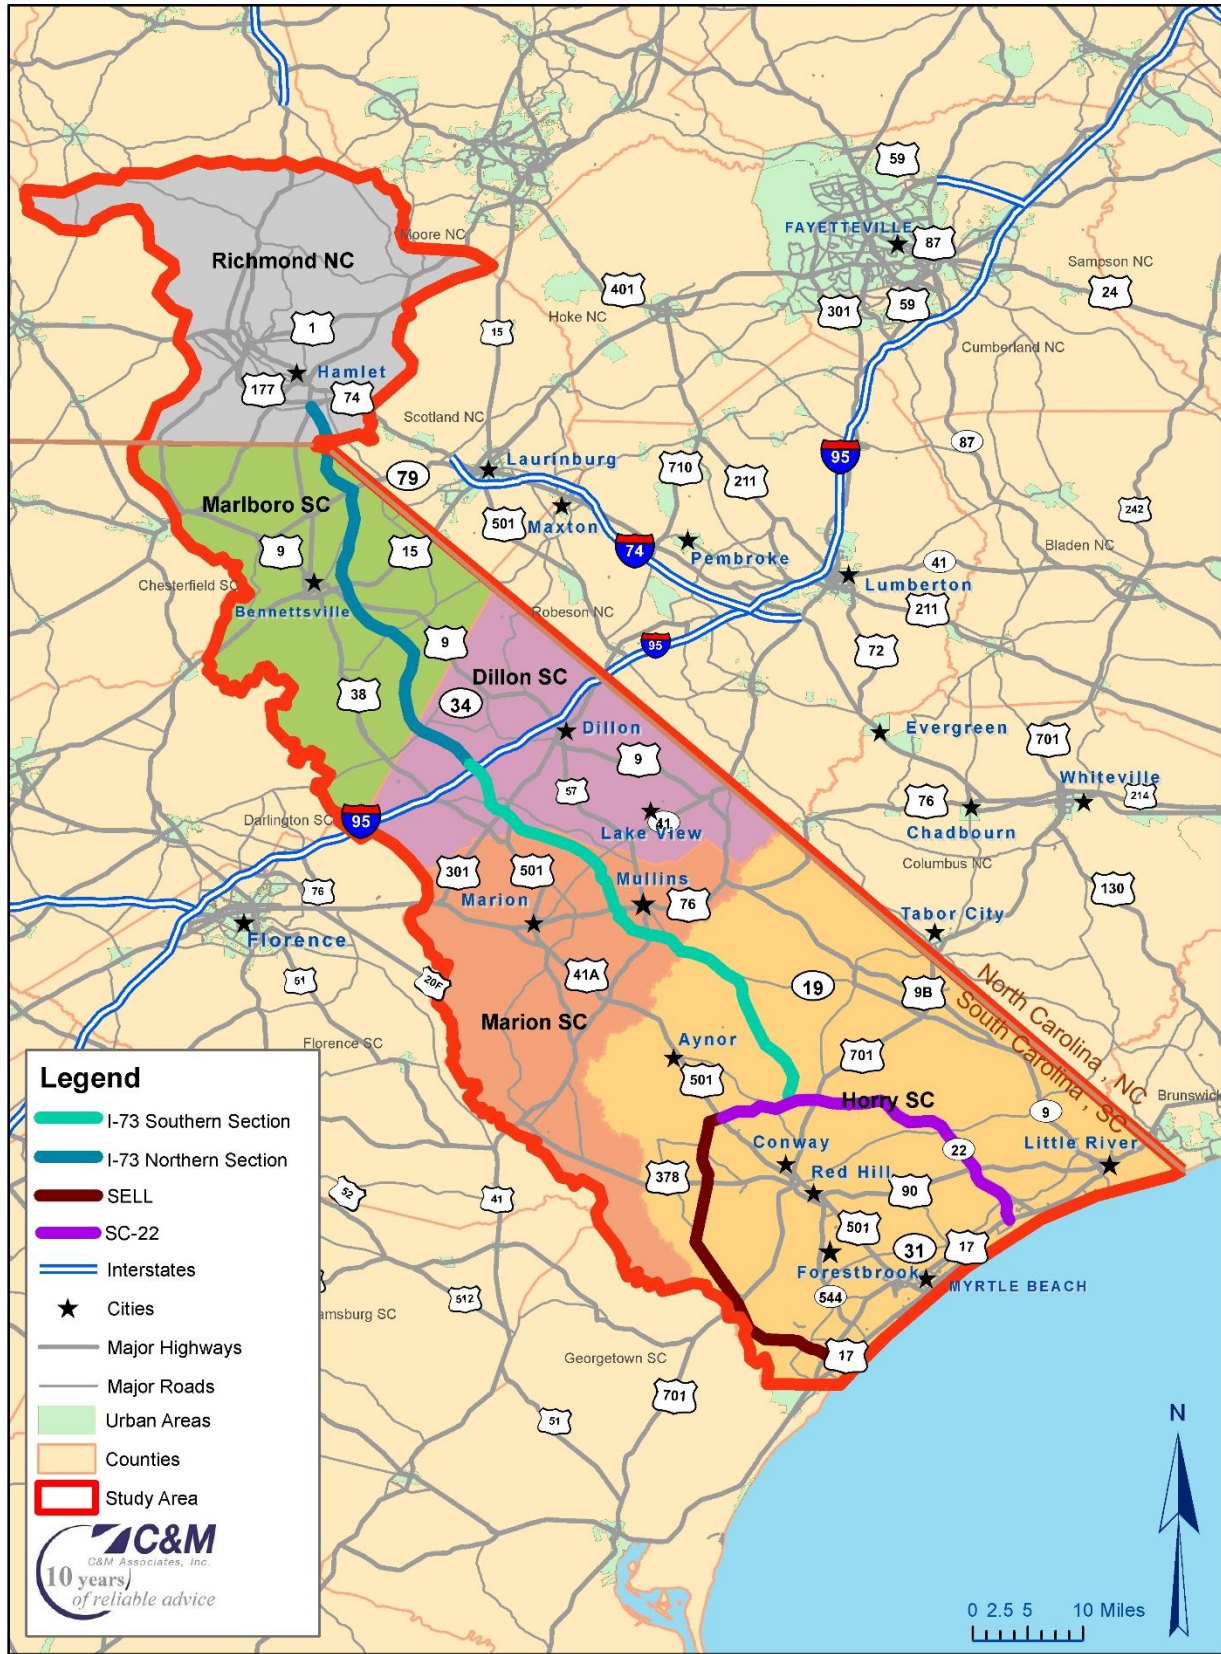 59
FAYETTEVILLE
87
Moore NC
Sampson NC
Richmond NC
401
24
59
301
1
15
Hoke NC
Cumberland NC
Hamlet
177
74
Scotland NC
87
95
Laurinburg
710
79
211
Marlboro SC
Maxton
501
242
9
15
74
Pembroke
Bladen NC
41
Chesterfield SC
Lumberton
Bennettsville
Robeson NC
211
9
95
72
Dillon SC
38
34
Dillon
Evergreen
701
9
Whiteville
57
76
214
Darlington SC
95
Lake View
41
Chadbourn
Columbus NC
301
501
Mullins
76
130
76
Marion
Florence
Tabor City
51
20F
41A
19
9B
Marion SC
North Carolina , NC
South Carolina , SC
Florence SC
Aynor
701
501
Horry SC
9
Brunswick
Conway
22
Little River
378
Red Hill
90
52
41
501
31
17
Forestbrook
MYRTLE BEACH
512
544
amsburg SC
17
Georgetown SC
701
51
Legend
I-73 Southern Section
I-73 Northern Section
SELL
SC-22
Interstates
Cities
Major Highways
Major Roads
Urban Areas
Counties
Study Area
C&M
C&M Associates, Inc.
10 years
of reliable advice
N
0 2.5 5 10 Miles